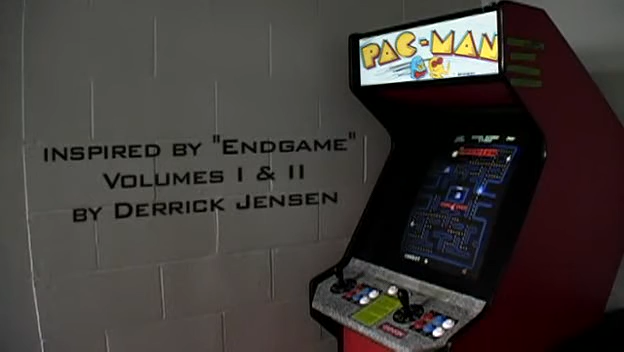 PAC-MAN
INSPIRED BY "ENDGAME"
VOLUMES I & II
BY DERRICK JENSEN